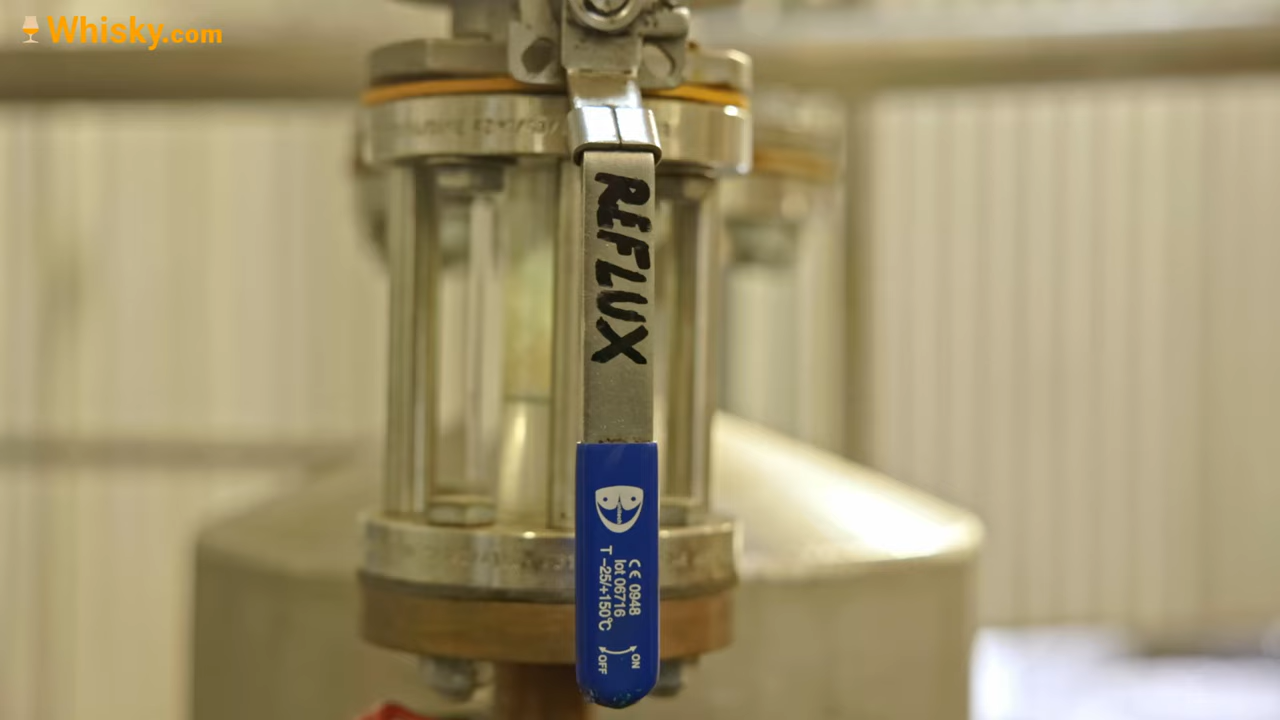 Whisky.com
REFLUX
CE 0948
lot 06716
T -25/+150°C
ON
OFF